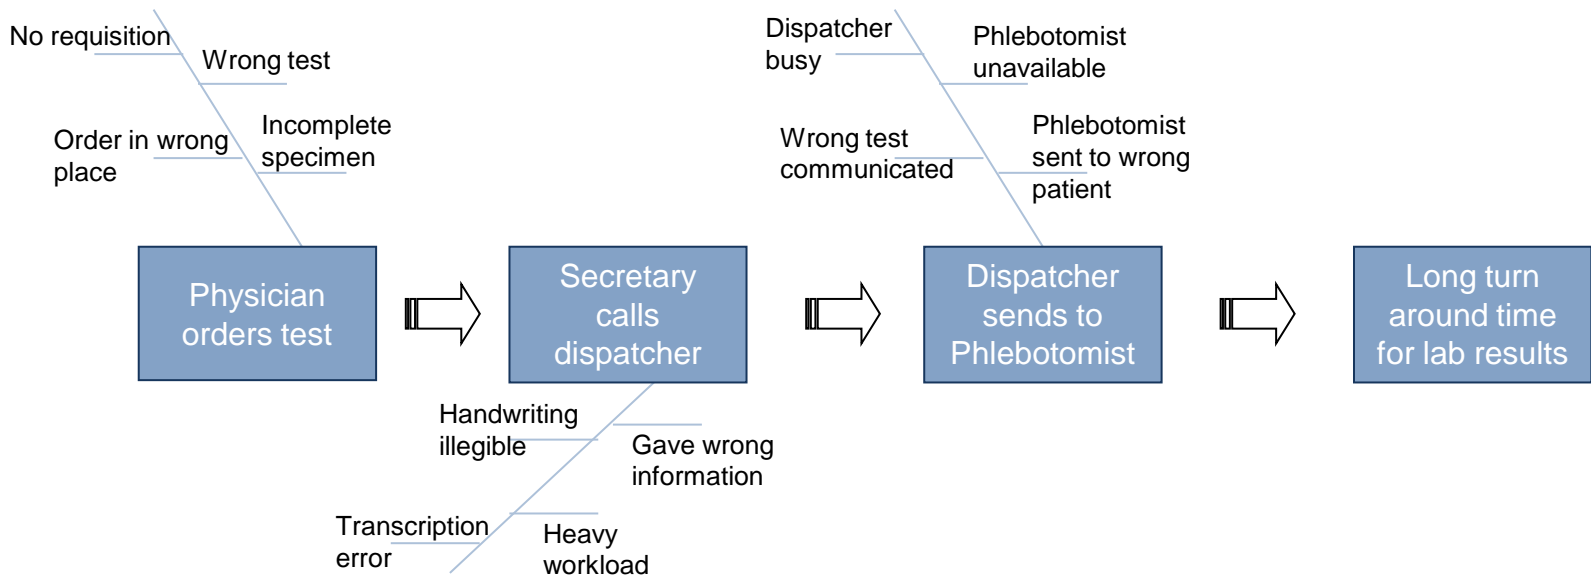 No requisition
Wrong test
Order in wrong
place
Incomplete
specimen
Dispatcher
busy
Phlebotomist
unavailable
Wrong test
communicated
Phlebotomist
sent to wrong
patient
Physician
orders test
Secretary
calls
dispatcher
Dispatcher
sends to
Phlebotomist
Long turn
around time
for lab results
Handwriting
illegible
Gave wrong
information
Transcription
error
Heavy
workload